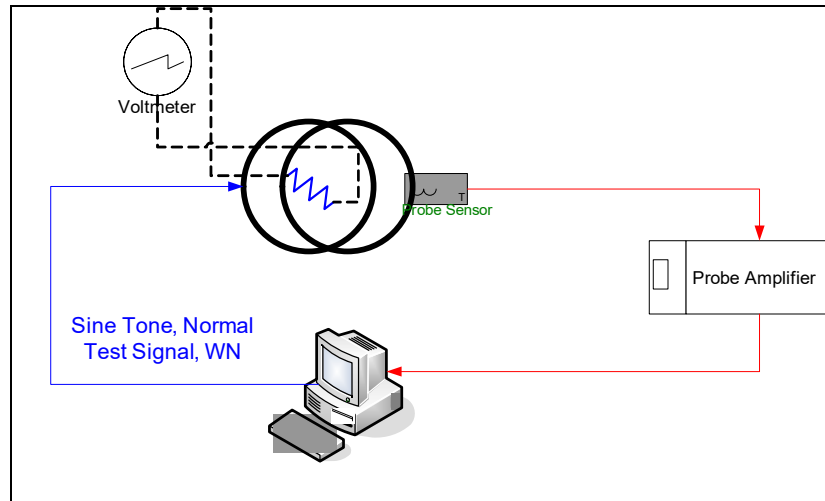 Voltmeter
T
Probe Sensor
Probe Amplifier
Sine Tone, Normal
Test Signal, WN